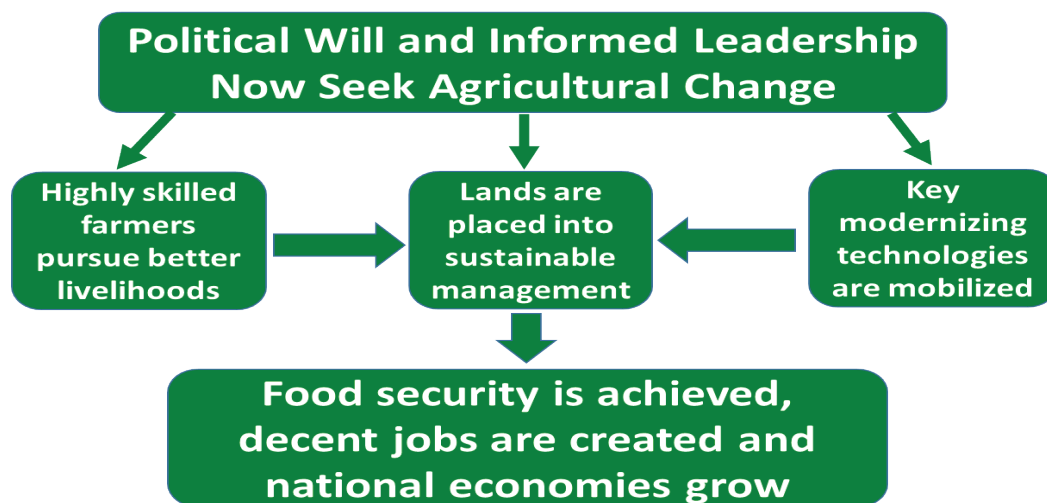 Political Will and Informed Leadership
Now Seek Agricultural Change
Highly skilled
farmers
pursue better
livelihoods
Lands are
placed into
sustainable
management
Key
modernizing
technologies
are mobilized
Food security is achieved,
decent jobs are created and
national economies grow